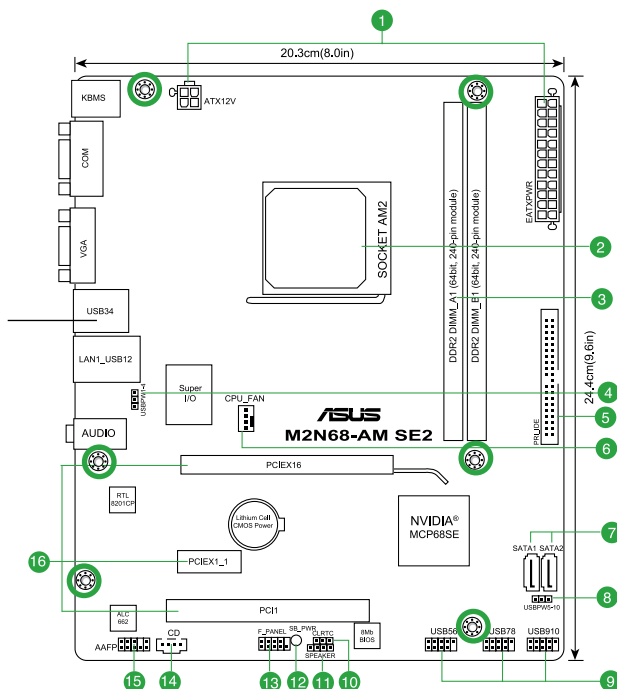 1
20.3cm(8.0in)
KBMS
ATX12V
COM
EATXPWR
SOCKET AM2
VGA
2
DDR2 DIMM_A1 (64bit, 240-pin module)
DDR2 DIMM_B1 (64bit, 240-pin module)
3
USB34
24.4cm(9.6in)
LAN1_USB12
USBPW1-4
4
Super
I/O
CPU_FAN
PRI_IDE
5
ASUS
M2N68-AM SE2
6
AUDIO
PCIEX16
RTL
8201CP
Lithium Cell
CMOS Power
NVIDIA®
MCP68SE
7
SATA1 SATA2
16
PCIEX1_1
USBPW5-10
8
ALC
662
PCI1
8Mb
BIOS
AAFP
CD
F_PANEL
SB_PWR
CLRTC
SPEAKER
USB56
USB78
USB910
15
14
13
12
11
10
9